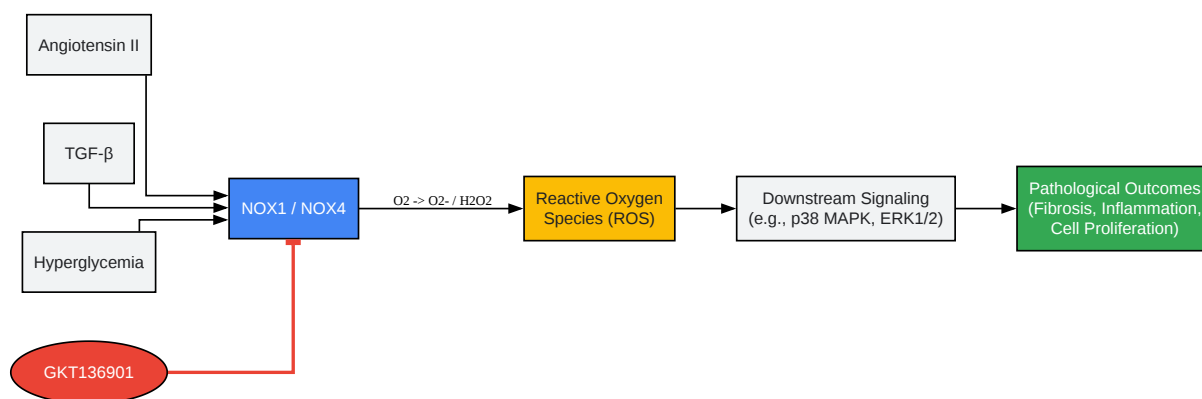 Angiotensin II
TGF-β
Hyperglycemia
GKT136901
NOX1 / NOX4
O2 -> O2- / H2O2
Reactive Oxygen
Species (ROS)
Downstream Signaling
(e.g., p38 MAPK, ERK1/2)
Pathological Outcomes
(Fibrosis, Inflammation,
Cell Proliferation)